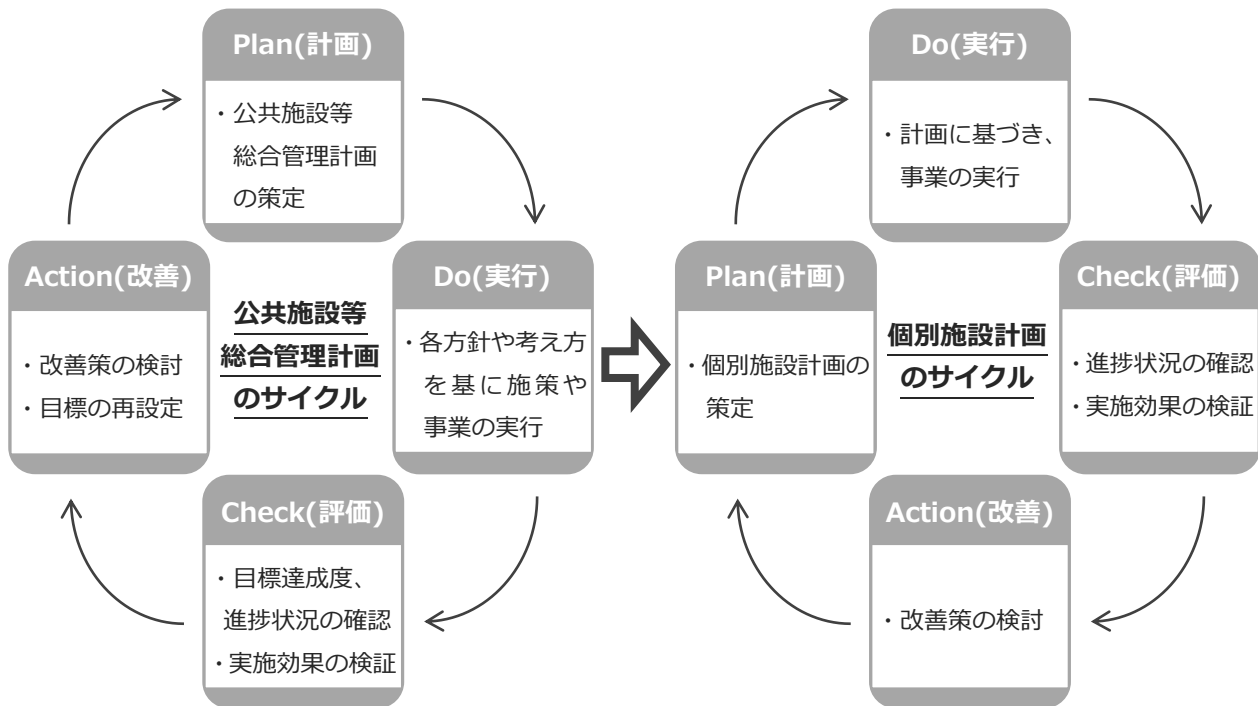 Plan(計画)
・公共施設等
総合管理計画
の策定
Action(改善)
・改善策の検討
・目標の再設定
公共施設等
総合管理計画
のサイクル
Do(実行)
・各方針や考え方
を基に施策や
事業の実行
Check(評価)
・目標達成度、
進捗状況の確認
・実施効果の検証
Do(実行)
・計画に基づき、
事業の実行
Plan(計画)
・個別施設計画の
策定
個別施設計画
のサイクル
Check(評価)
・進捗状況の確認
・実施効果の検証
Action(改善)
・改善策の検討